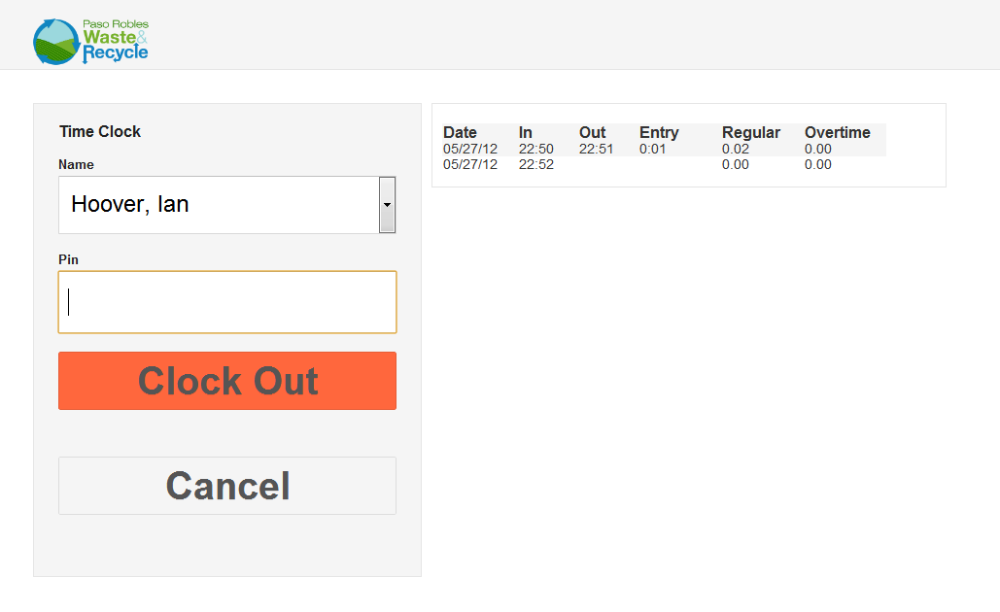 Paso Robles
Waste&
Recycle
Time Clock
Name
Hoover, Ian
Pin
Clock Out
Cancel
Date In Out Entry Regular Overtime
05/27/12 22:50 22:51 0:01 0.02 0.00
05/27/12 22:52 0.00 0.00